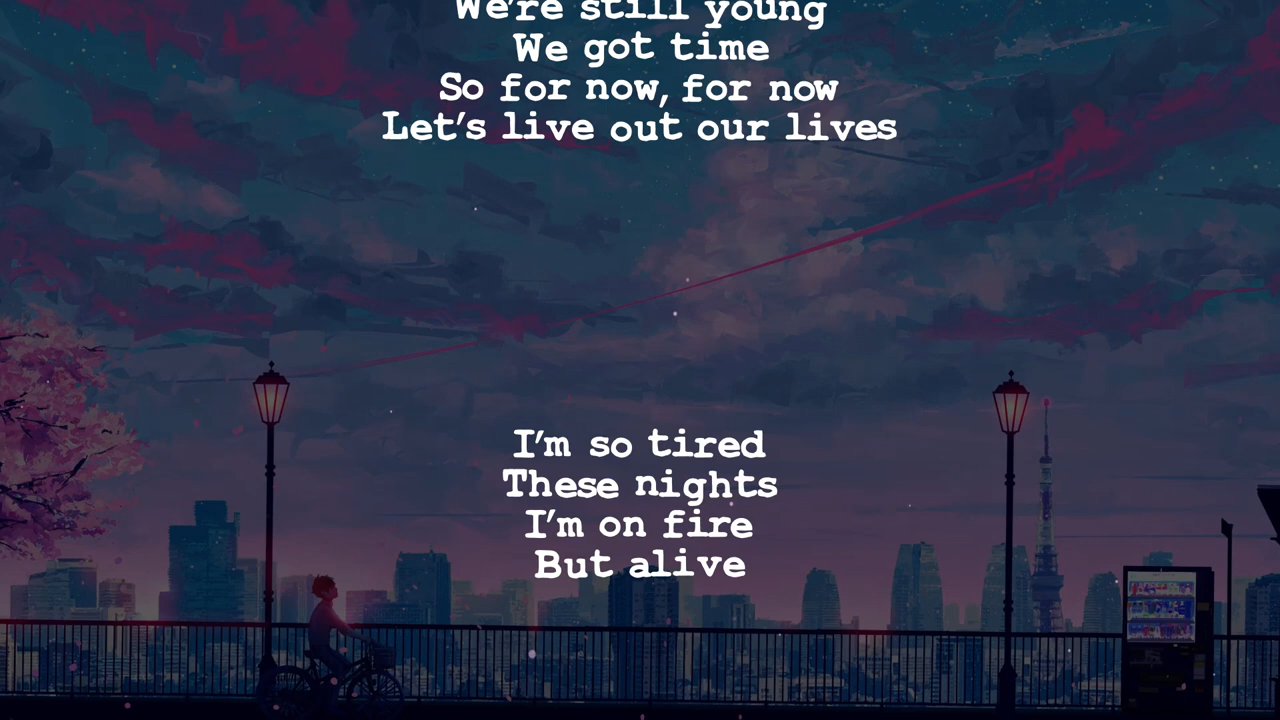 We're still young
We got time
So for now, for now
Let's live out our lives
I'm so tired
These nights
I'm on fire
But alive